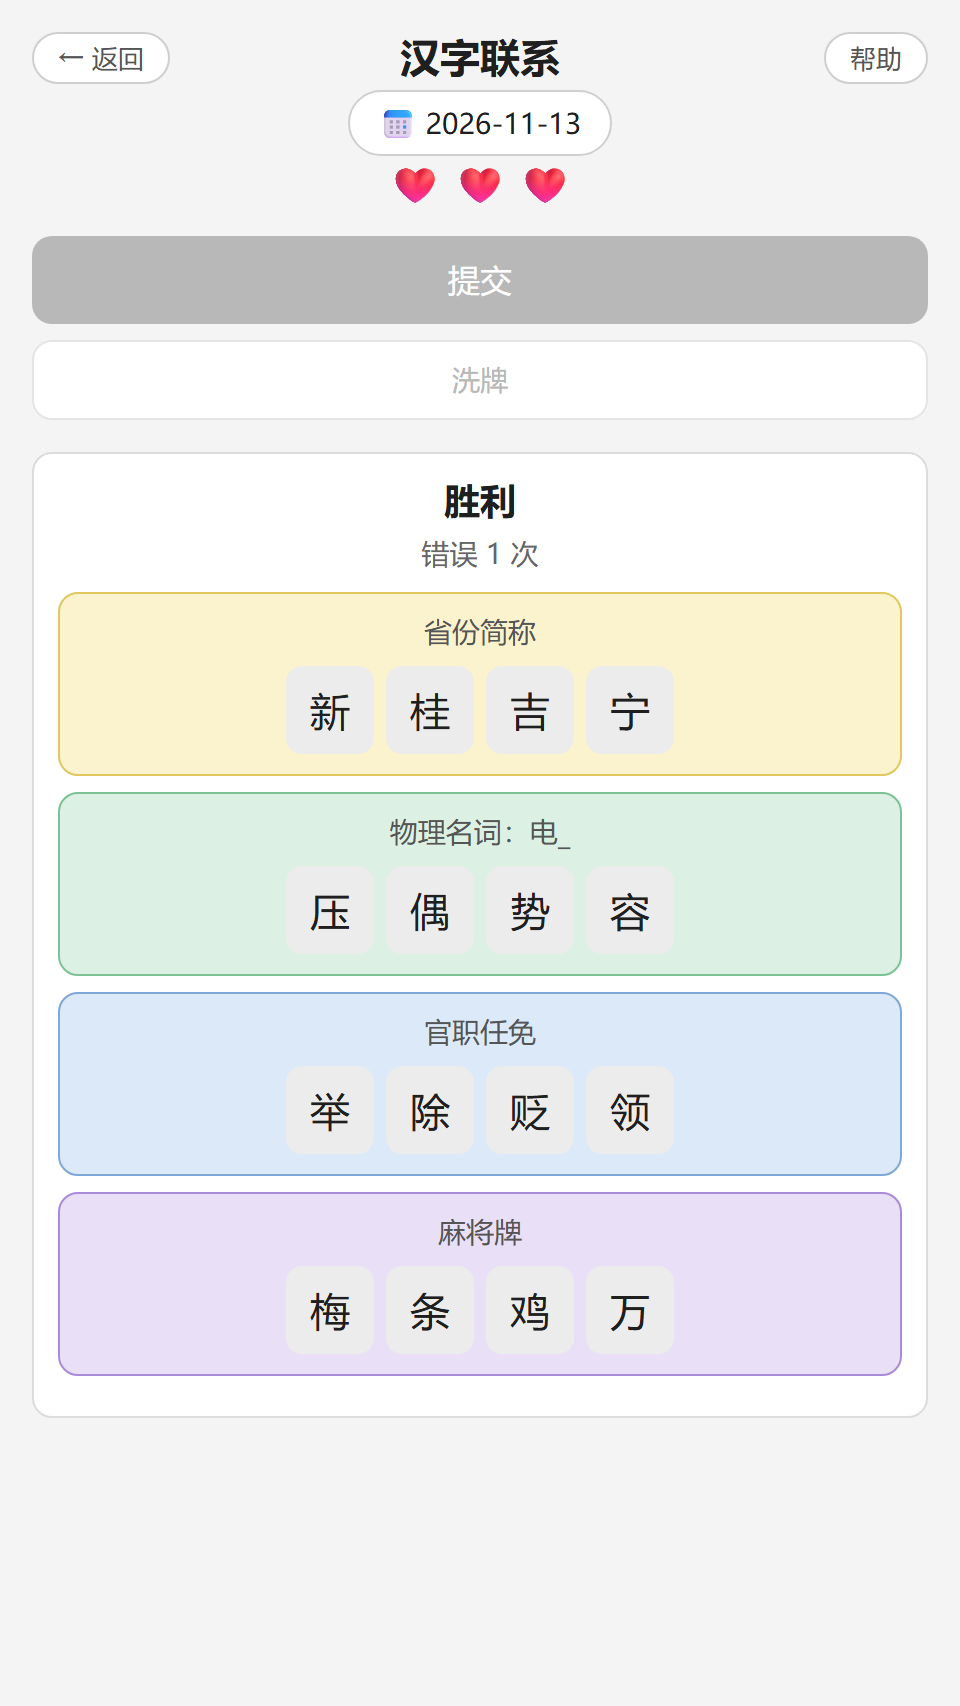 ← 返回
汉字联系
帮助
2026-11-13
提交
洗牌
胜利
错误 1 次
省份简称
新 桂 吉 宁
物理名词：电_
压 偶 势 容
官职任免
举 除 贬 领
麻将牌
梅 条 鸡 万